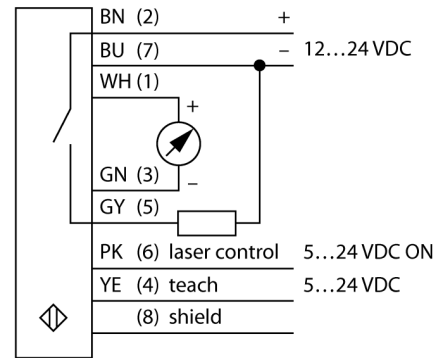 BN (2) +
BU (7) – 12…24 VDC
WH (1)
+
GN (3) –
GY (5)
PK (6) laser control 5…24 VDC ON
YE (4) teach 5…24 VDC
(8) shield